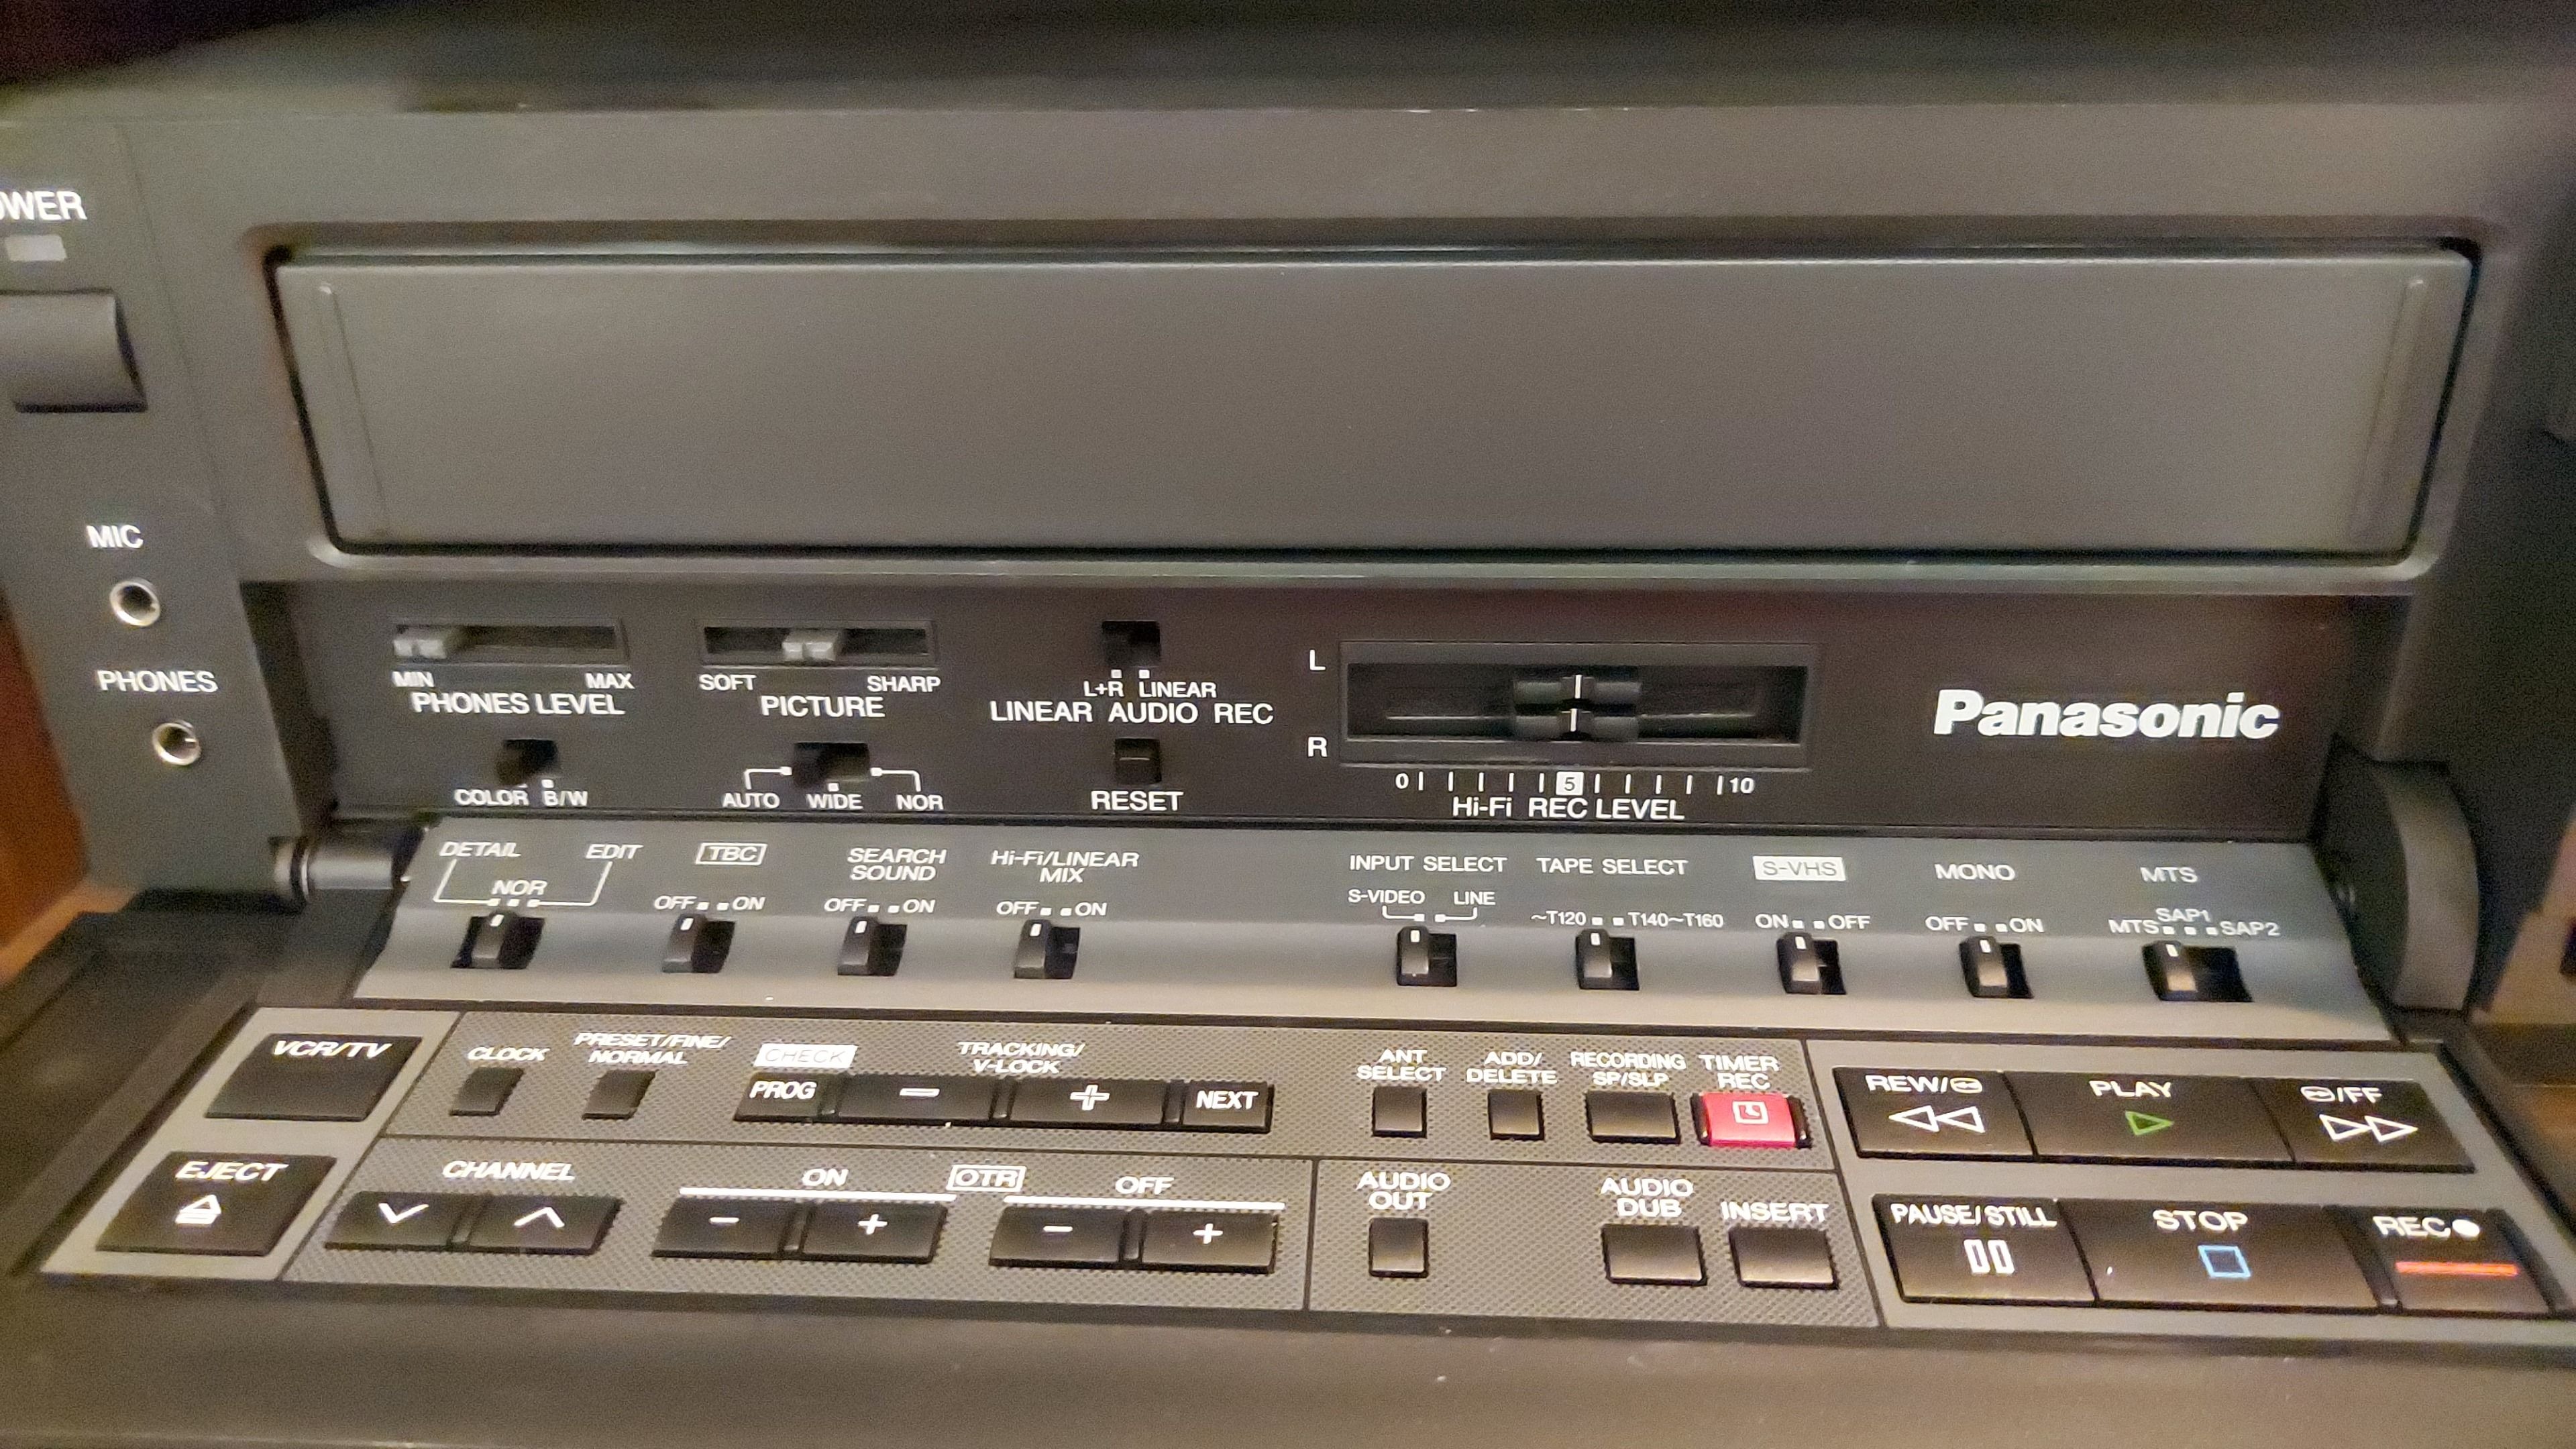 OWER
MIC
PHONES
MIN MAX
PHONES LEVEL
SOFT SHARP
PICTURE
L+R LINEAR
LINEAR AUDIO REC
L
R
0 5 10
Hi-Fi REC LEVEL
Panasonic
COLOR B/W
AUTO WIDE NOR
RESET
DETAIL EDIT
NOR
TBC
OFF ON
SEARCH
SOUND
OFF ON
Hi-Fi/LINEAR
MIX
OFF ON
INPUT SELECT
S-VIDEO LINE
TAPE SELECT
~T120 T140~T160
S-VHS
ON OFF
MONO
OFF ON
MTS
SAP1
MTS SAP2
VCR/TV
CLOCK
PRESET/FINE/
NORMAL
CHECK
PROG
TRACKING/
V-LOCK
- +
NEXT
ANT
SELECT
ADD/
DELETE
RECORDING
SP/SLP
TIMER
REC
REW/
PLAY
/FF
EJECT
CHANNEL
ON OTR OFF
- + - +
AUDIO
OUT
AUDIO
DUB
INSERT
PAUSE/STILL
STOP
REC